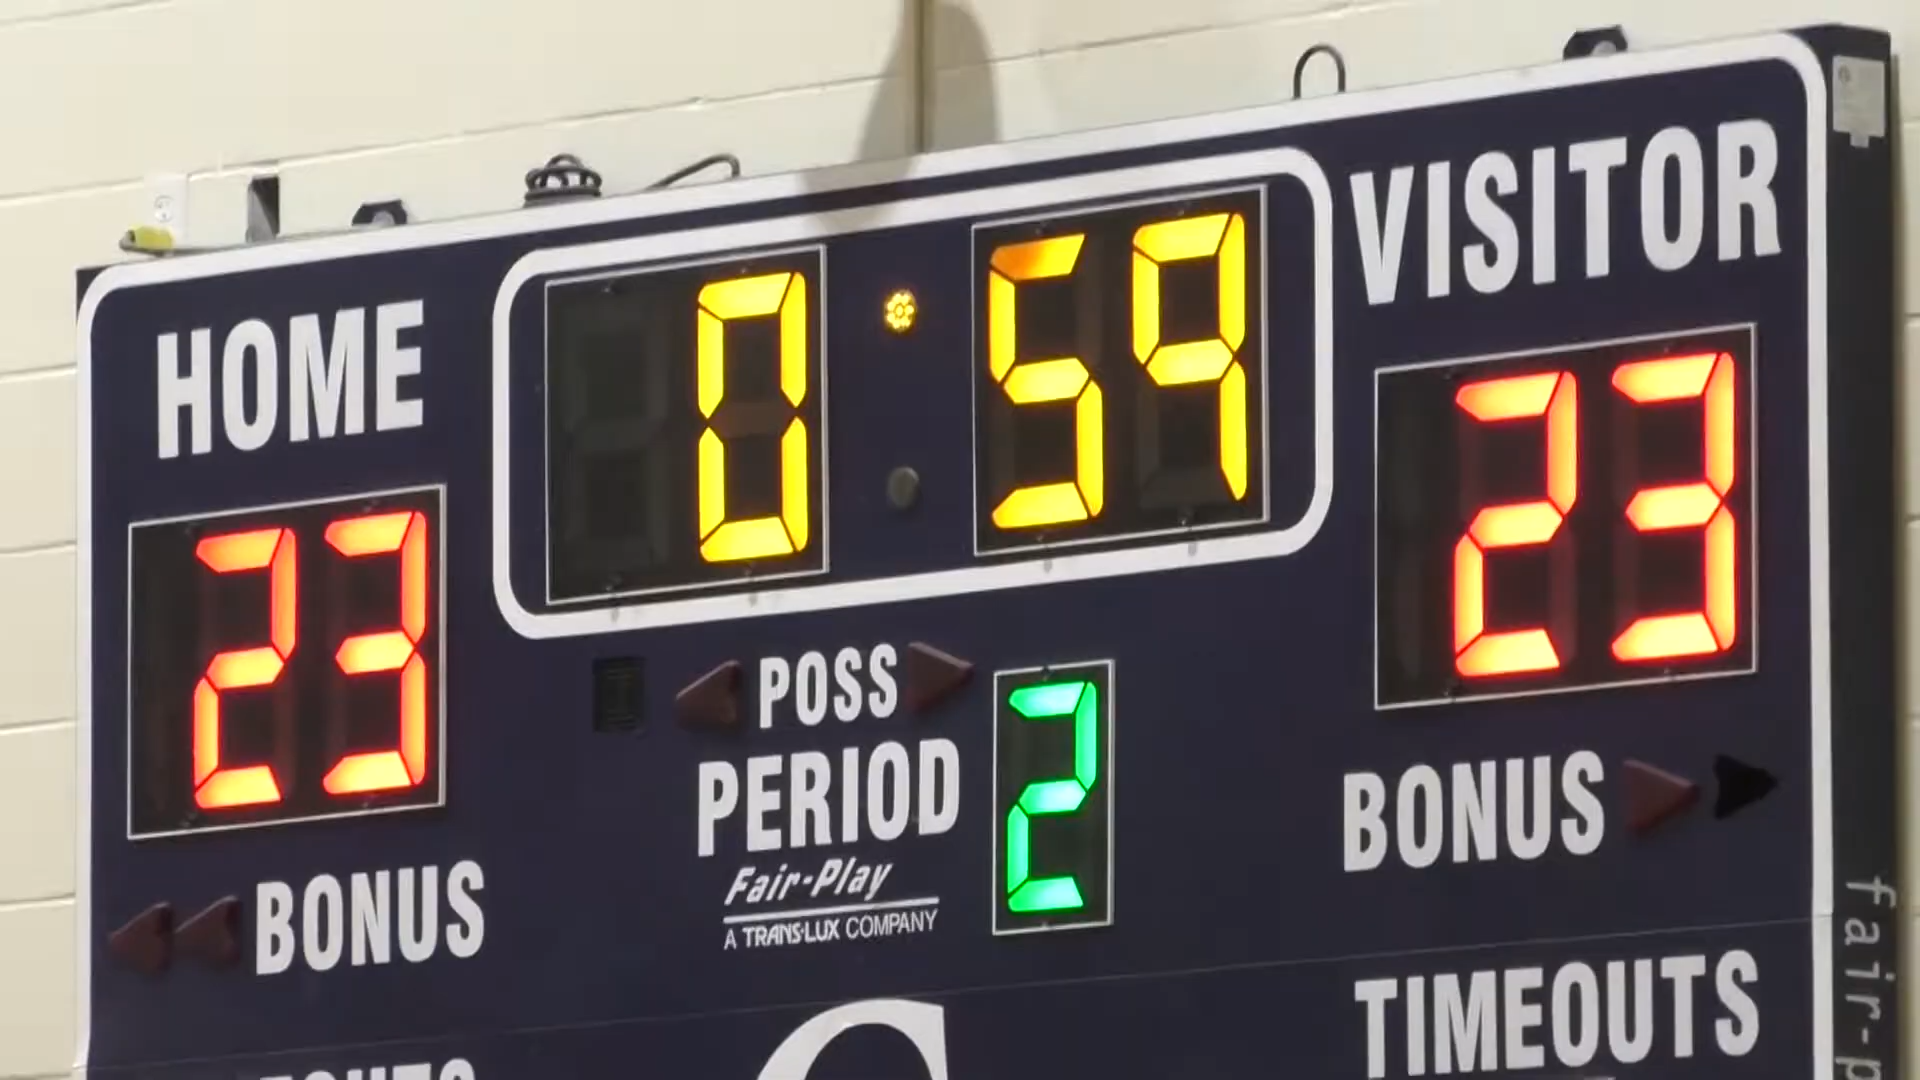 HOME
0:59
VISITOR
23
23
POSS
PERIOD
2
Fair-Play
A TRANS·LUX COMPANY
BONUS
BONUS
TIMEOUTS
fair-p